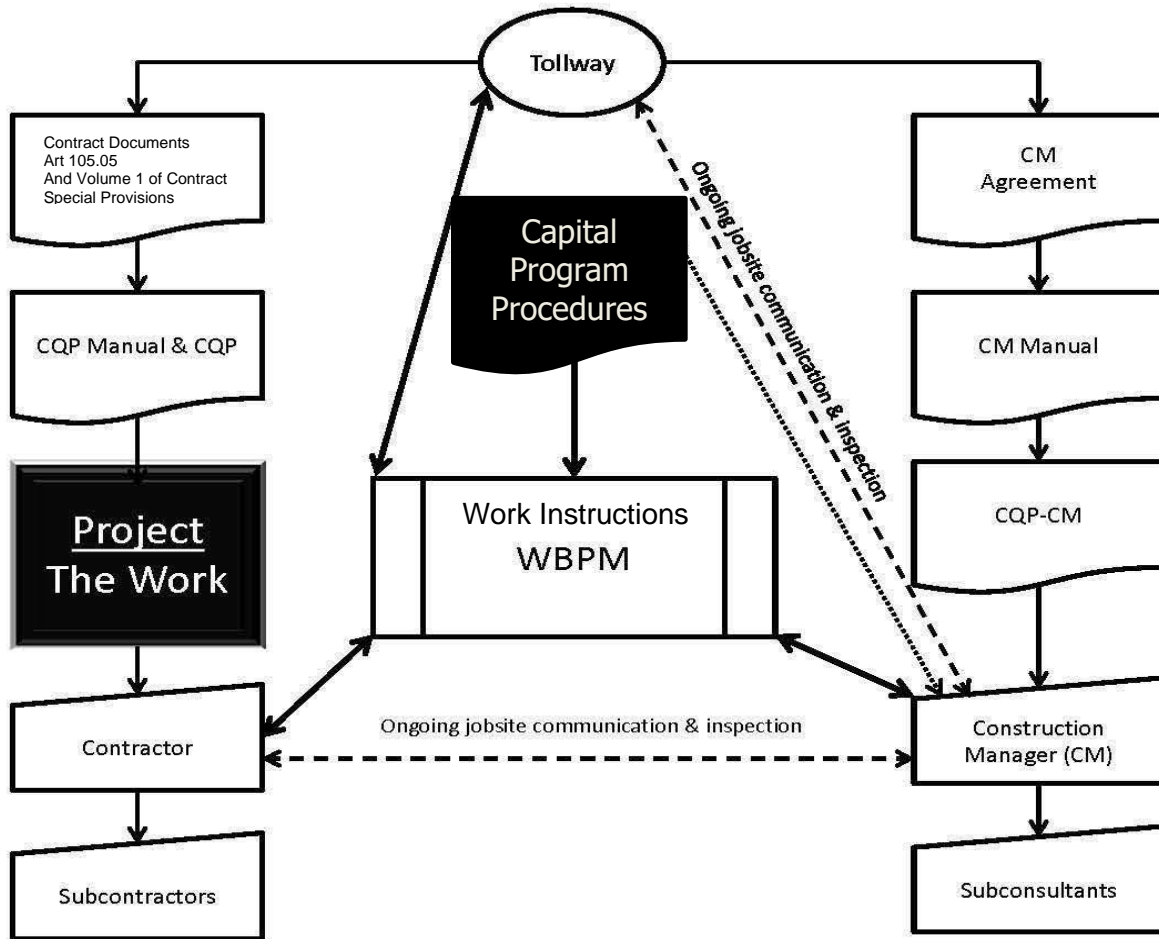 Tollway
Contract Documents
Art 105.05
And Volume 1 of Contract
Special Provisions
CM
Agreement
Capital
Program
Procedures
Ongoing jobsite communication & inspection
CQP Manual & CQP
CM Manual
Project
The Work
Work Instructions
WBPM
CQP-CM
Contractor
Ongoing jobsite communication & inspection
Construction
Manager (CM)
Subcontractors
Subconsultants